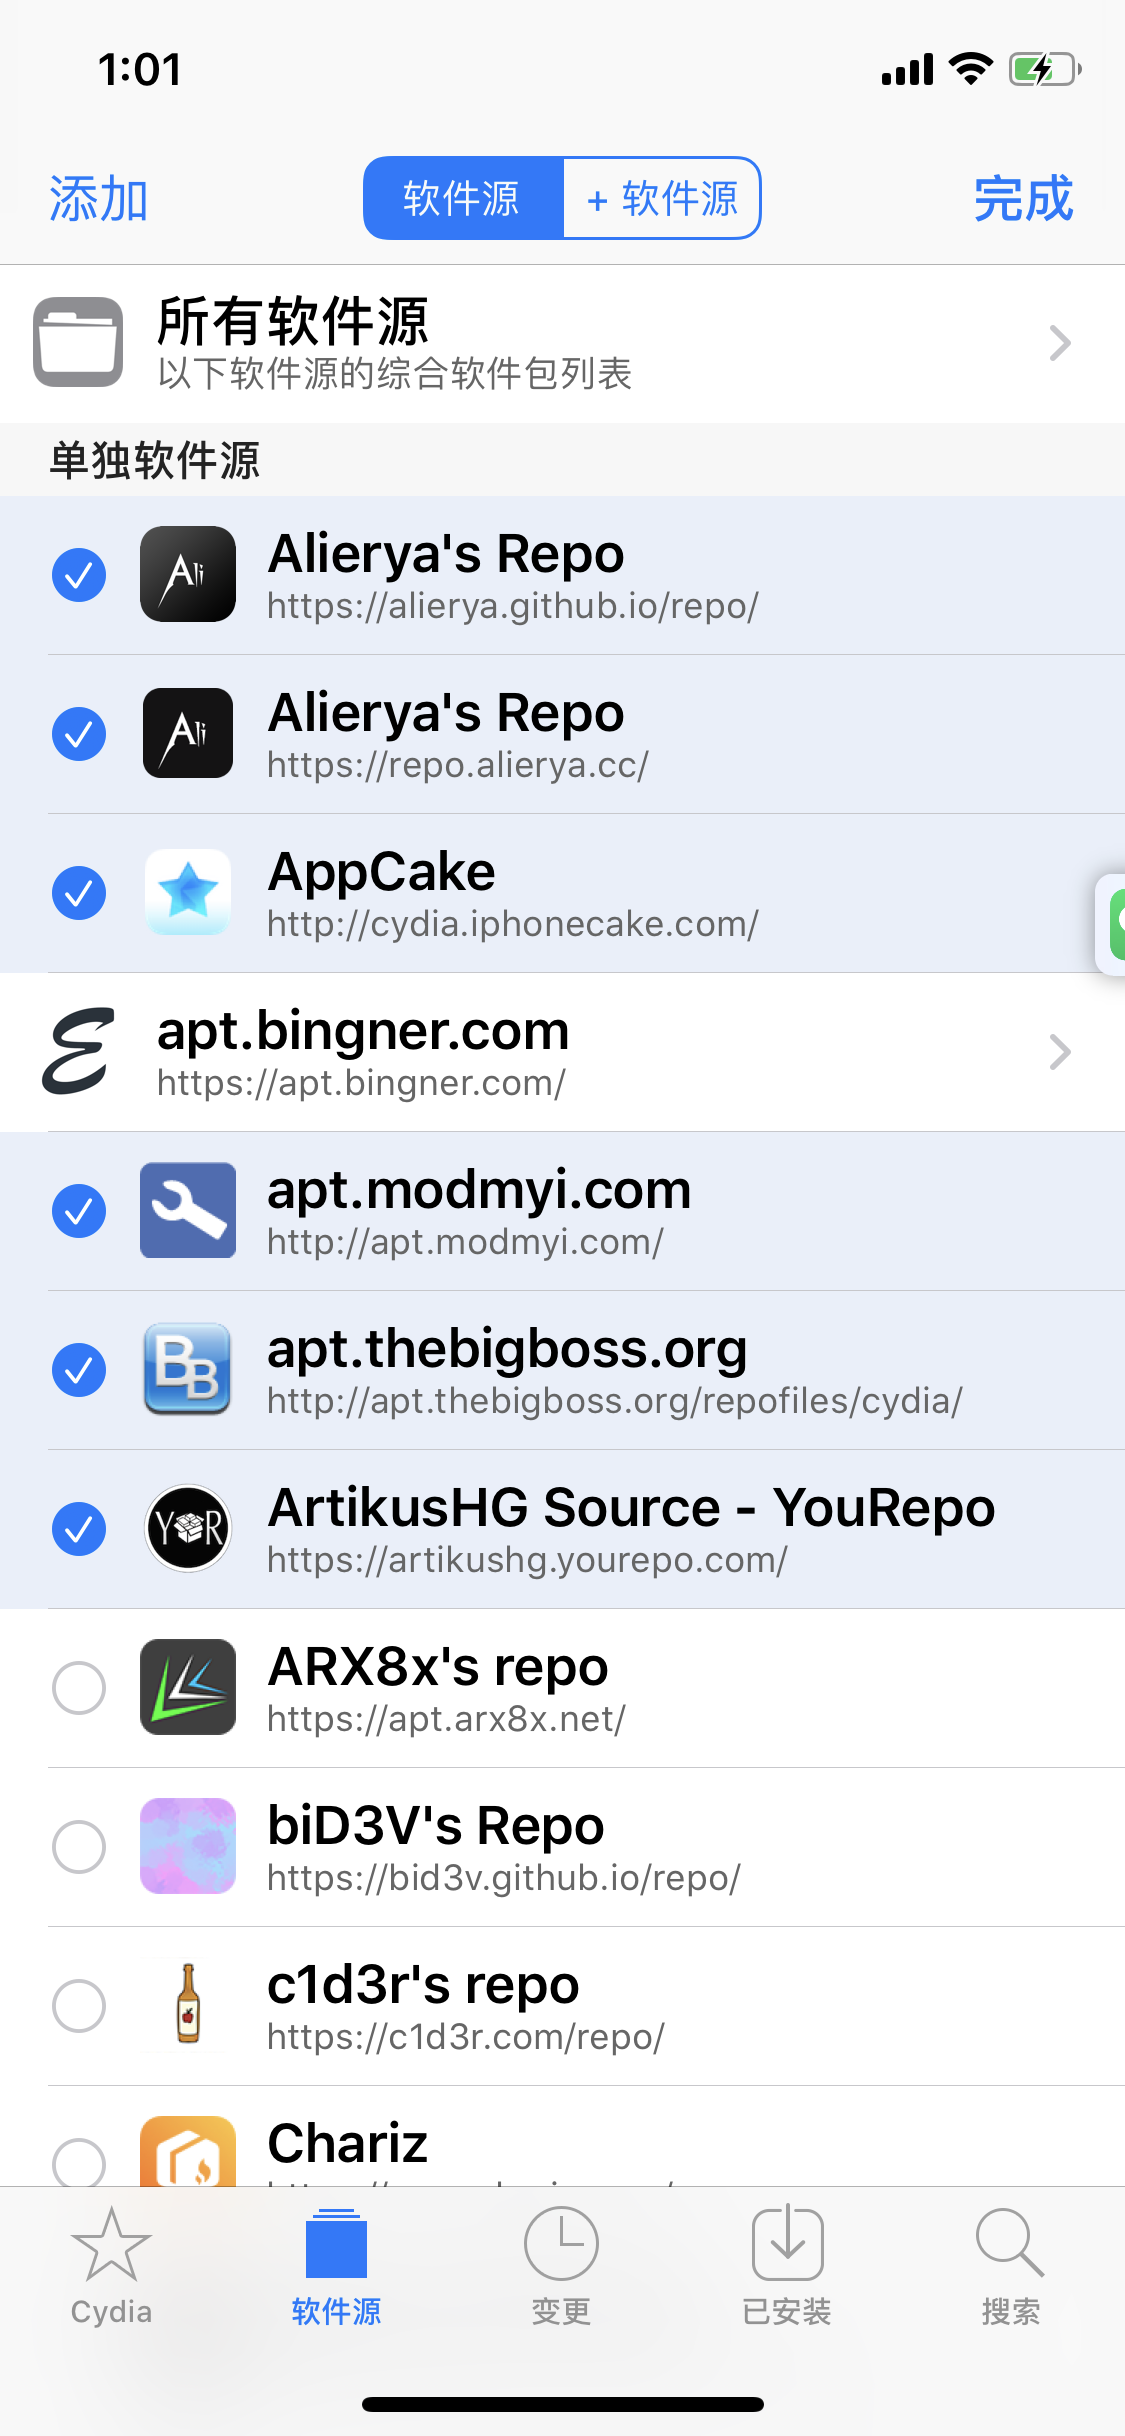 1:01
添加
软件源
+ 软件源
完成
所有软件源
以下软件源的综合软件包列表
单独软件源
Ali
Alierya's Repo
https://alierya.github.io/repo/
Ali
Alierya's Repo
https://repo.alierya.cc/
AppCake
http://cydia.iphonecake.com/
apt.bingner.com
https://apt.bingner.com/
apt.modmyi.com
http://apt.modmyi.com/
BB
apt.thebigboss.org
http://apt.thebigboss.org/repofiles/cydia/
Y R
ArtikusHG Source - YouRepo
https://artikushg.yourepo.com/
ARX8x's repo
https://apt.arx8x.net/
biD3V's Repo
https://bid3v.github.io/repo/
c1d3r's repo
https://c1d3r.com/repo/
Chariz
Cydia
软件源
变更
已安装
搜索